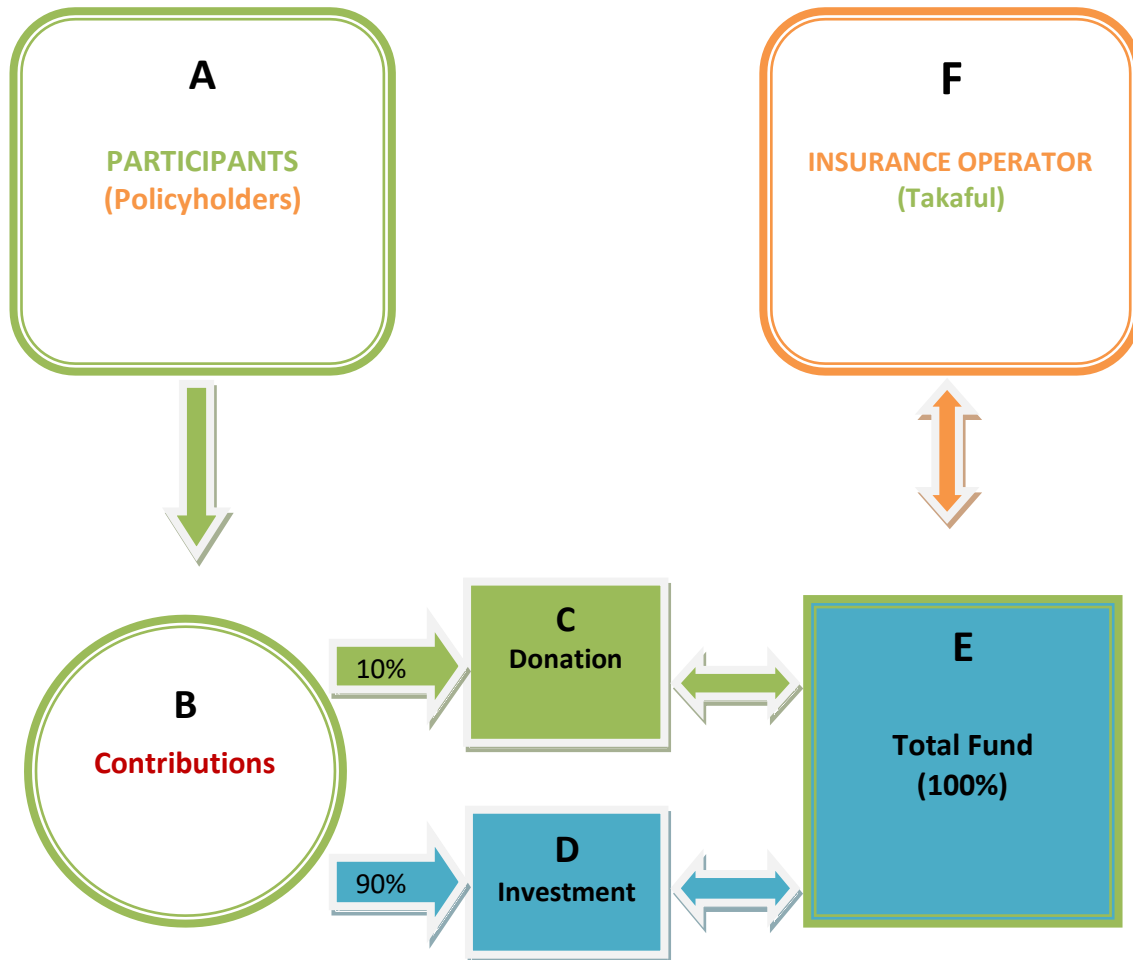 A
PARTICIPANTS
(Policyholders)
F
INSURANCE OPERATOR
(Takaful)
B
Contributions
10%
C
Donation
90%
D
Investment
E
Total Fund
(100%)